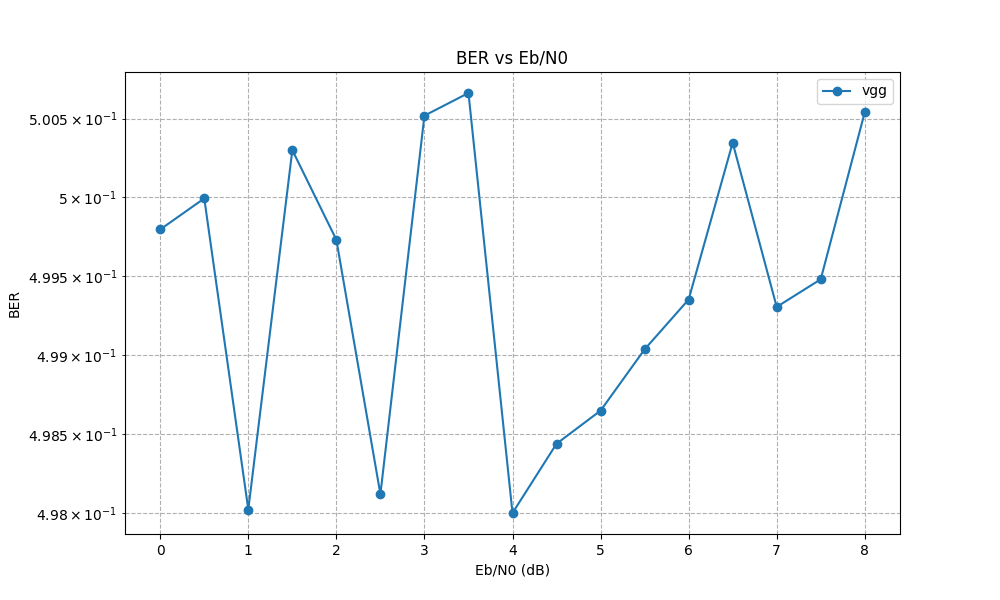 BER vs Eb/N0
vgg
5.005 × 10⁻¹
5 × 10⁻¹
4.995 × 10⁻¹
4.99 × 10⁻¹
4.985 × 10⁻¹
4.98 × 10⁻¹
BER
0 1 2 3 4 5 6 7 8
Eb/N0 (dB)